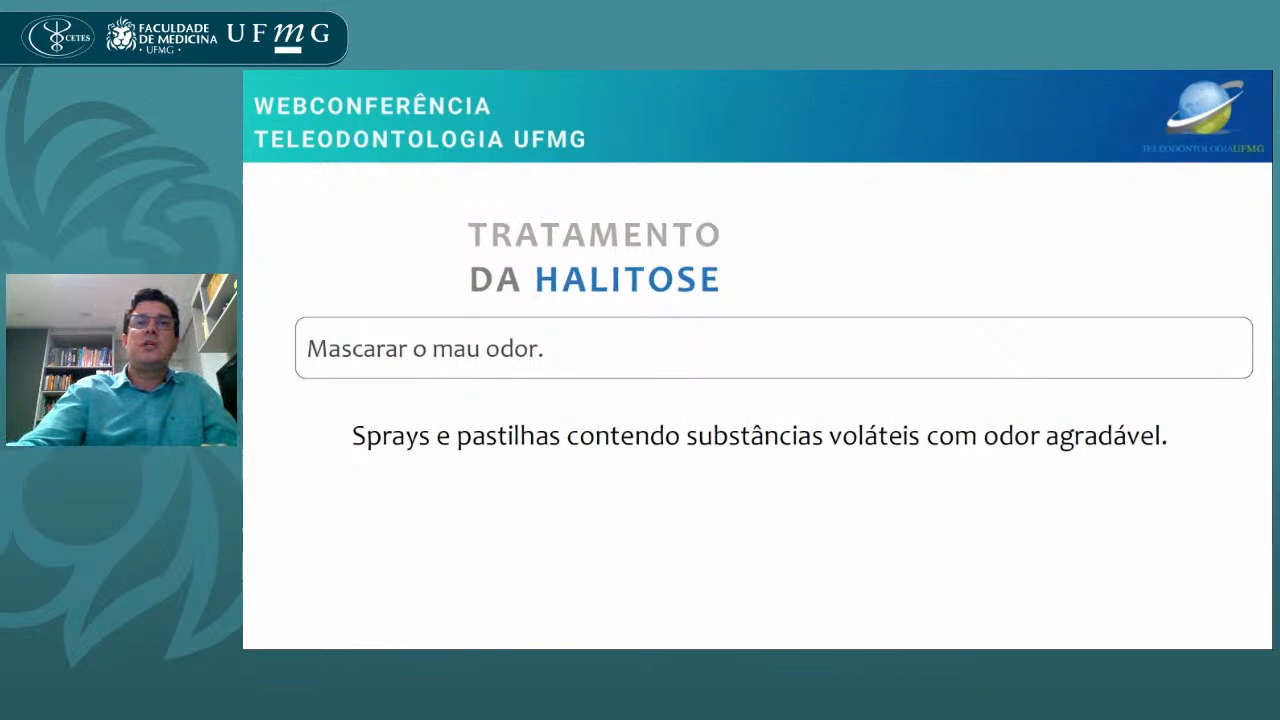 CETES
FACULDADE
DE MEDICINA
• UFMG •
UFmG
WEBCONFERÊNCIA
TELEODONTOLOGIA UFMG
TELEODONTOLOGIAUFMG
TRATAMENTO
DA HALITOSE
Mascarar o mau odor.
Sprays e pastilhas contendo substâncias voláteis com odor agradável.